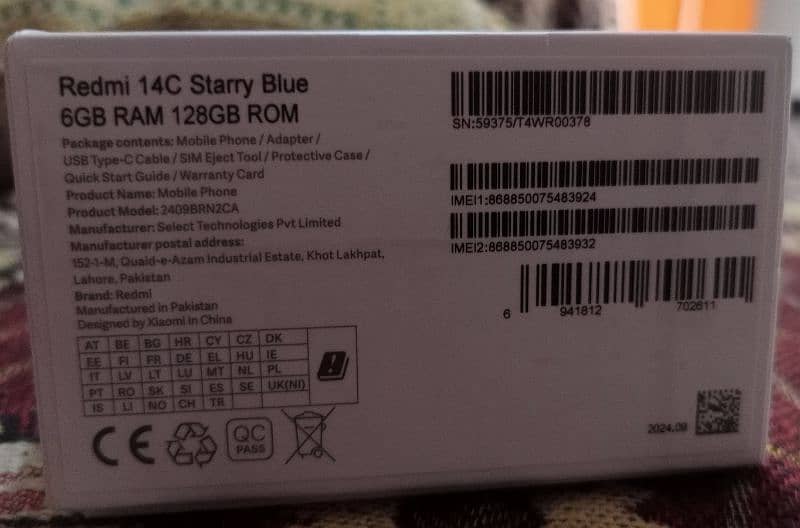 Redmi 14C Starry Blue
6GB RAM 128GB ROM
Package contents: Mobile Phone / Adapter /
USB Type-C Cable / SIM Eject Tool / Protective Case /
Quick Start Guide / Warranty Card
Product Name: Mobile Phone
Product Model: 2409BRN2CA
Manufacturer: Select Technologies Pvt Limited
Manufacturer postal address:
152-1-M, Quaid-e-Azam Industrial Estate, Khot Lakhpat,
Lahore, Pakistan
Brand: Redmi
Manufactured in Pakistan
Designed by Xiaomi in China
AT BE BG HR CY CZ DK
EE FI FR DE EL HU IE
IT LV LT LU MT NL PL
PT RO SK SI ES SE UK(NI)
IS LI NO CH TR
CE
QC
PASS
SN:59375/T4WR00378
IMEI1:868850075483924
IMEI2:868850075483932
6 941812 702611
2024.09